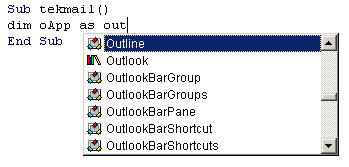 Sub tekmail()
dim oApp as out
End Sub
Outline
Outlook
OutlookBarGroup
OutlookBarGroups
OutlookBarPane
OutlookBarShortcut
OutlookBarShortcuts